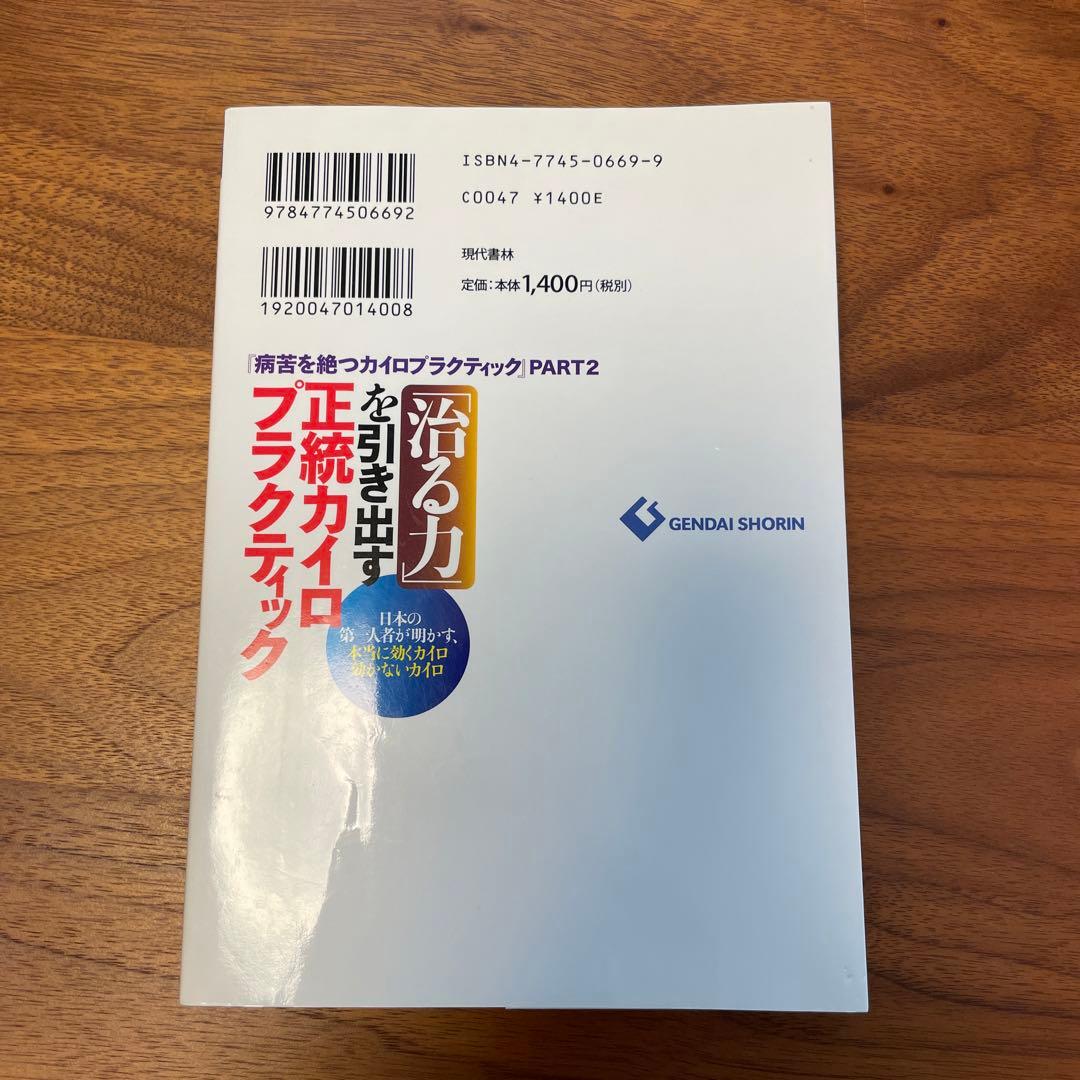 ISBN4-7745-0669-9
C0047 ¥1400E
9784774506692
現代書林
定価:本体1,400円(税別)
1920047014008
『病苦を絶つカイロプラクティック』PART2
「治る力」
を引き出す
正統カイロ
プラクティック
日本の
第一人者が明かす、
本当に効くカイロ
効かないカイロ
GENDAI SHORIN